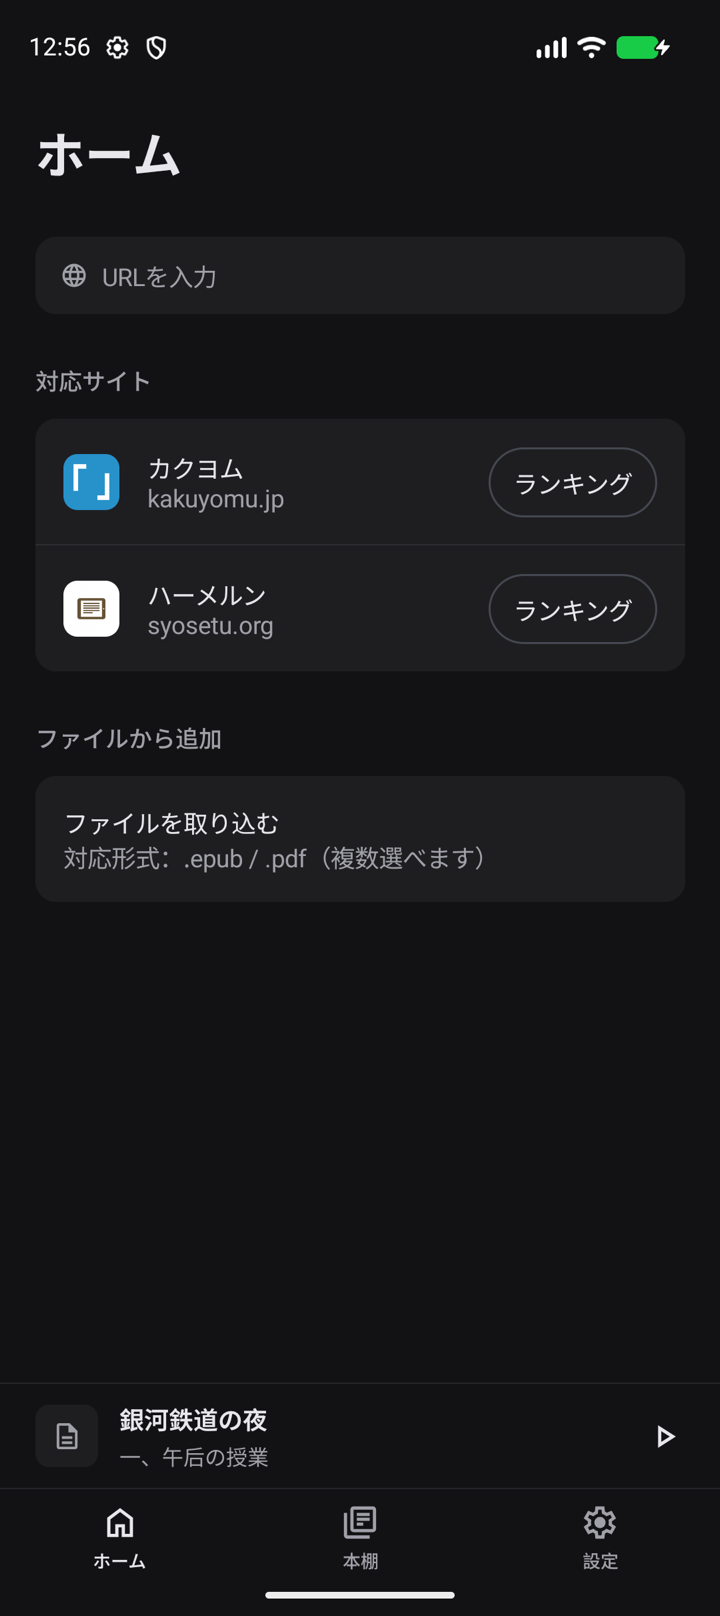 12:56
ホーム
URLを入力
対応サイト
カクヨム
kakuyomu.jp
ランキング
ハーメルン
syosetu.org
ランキング
ファイルから追加
ファイルを取り込む
対応形式：.epub / .pdf（複数選べます）
銀河鉄道の夜
一、午后の授業
ホーム
本棚
設定